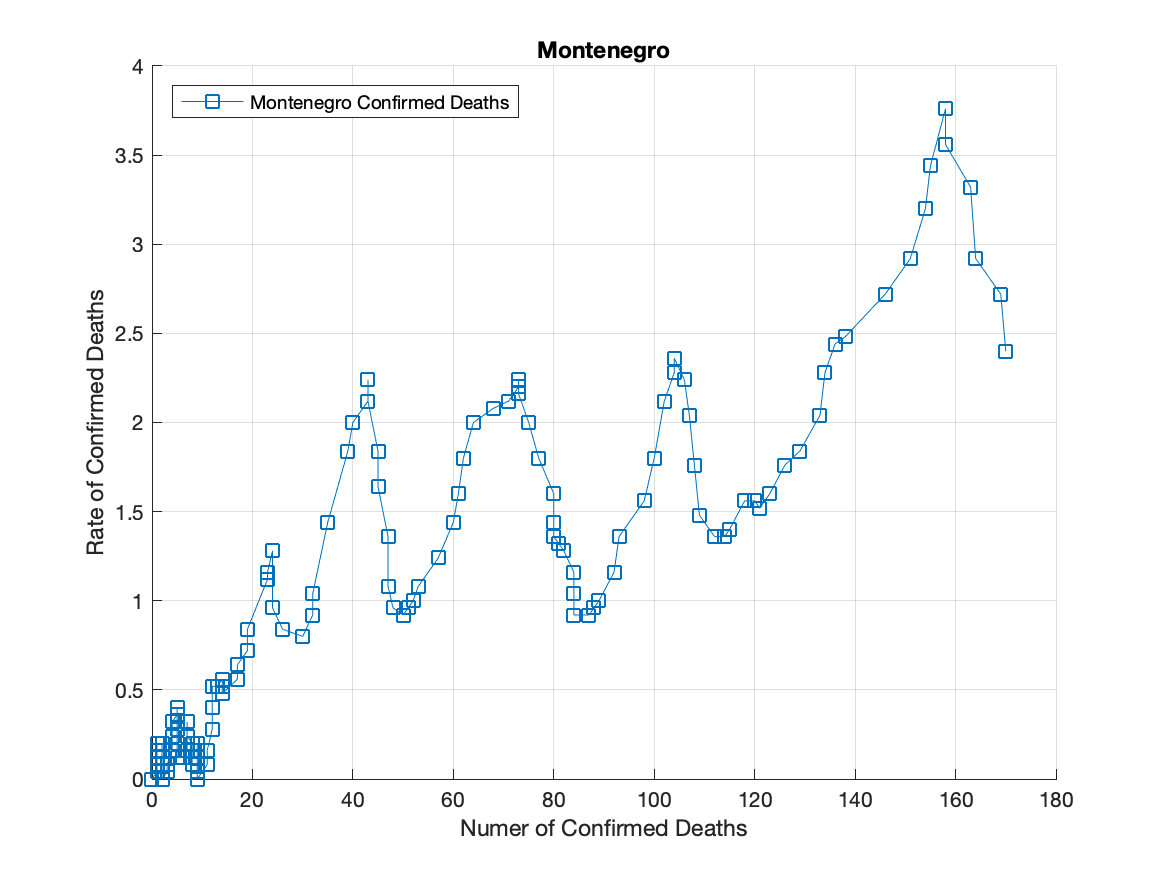 Montenegro
Montenegro Confirmed Deaths
4
3.5
3
2.5
2
1.5
1
0.5
0
Rate of Confirmed Deaths
0 20 40 60 80 100 120 140 160 180
Numer of Confirmed Deaths